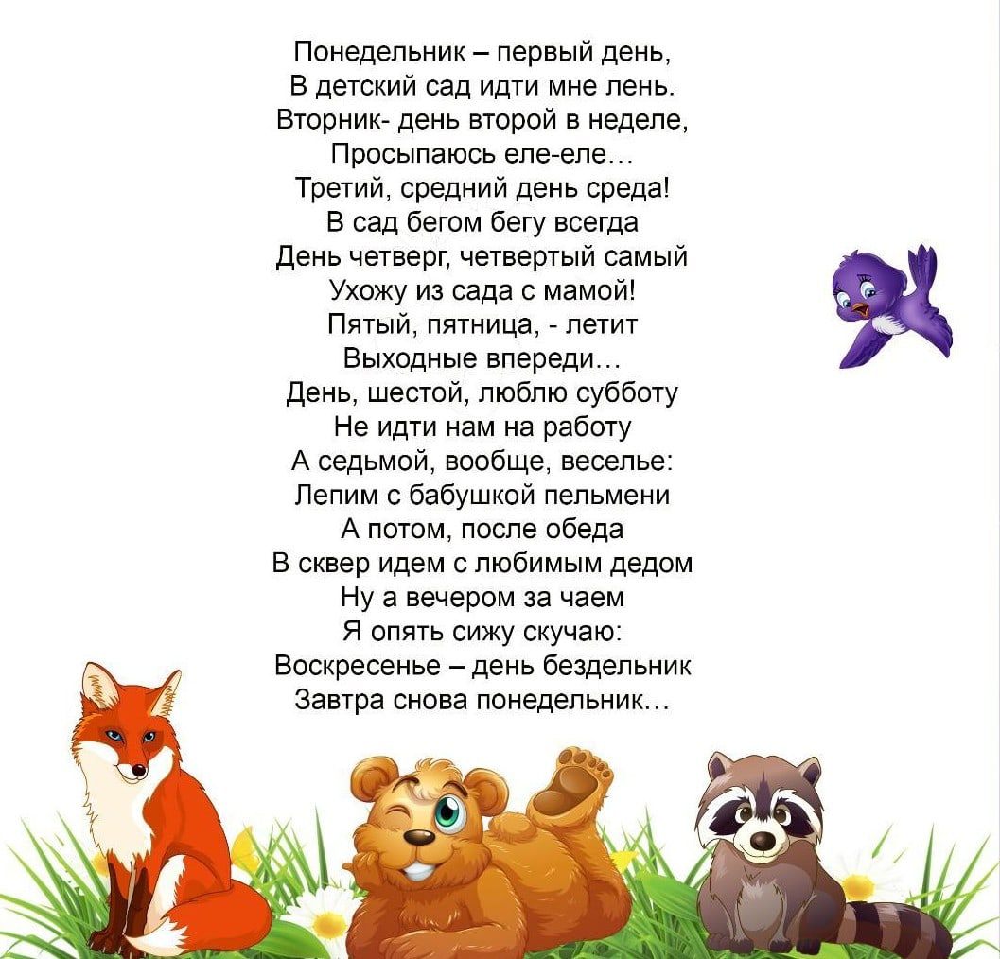 Понедельник – первый день,
В детский сад идти мне лень.
Вторник- день второй в неделе,
Просыпаюсь еле-еле…
Третий, средний день среда!
В сад бегом бегу всегда
День четверг, четвертый самый
Ухожу из сада с мамой!
Пятый, пятница, - летит
Выходные впереди…
День, шестой, люблю субботу
Не идти нам на работу
А седьмой, вообще, веселье:
Лепим с бабушкой пельмени
А потом, после обеда
В сквер идем с любимым дедом
Ну а вечером за чаем
Я опять сижу скучаю:
Воскресенье – день бездельник
Завтра снова понедельник…